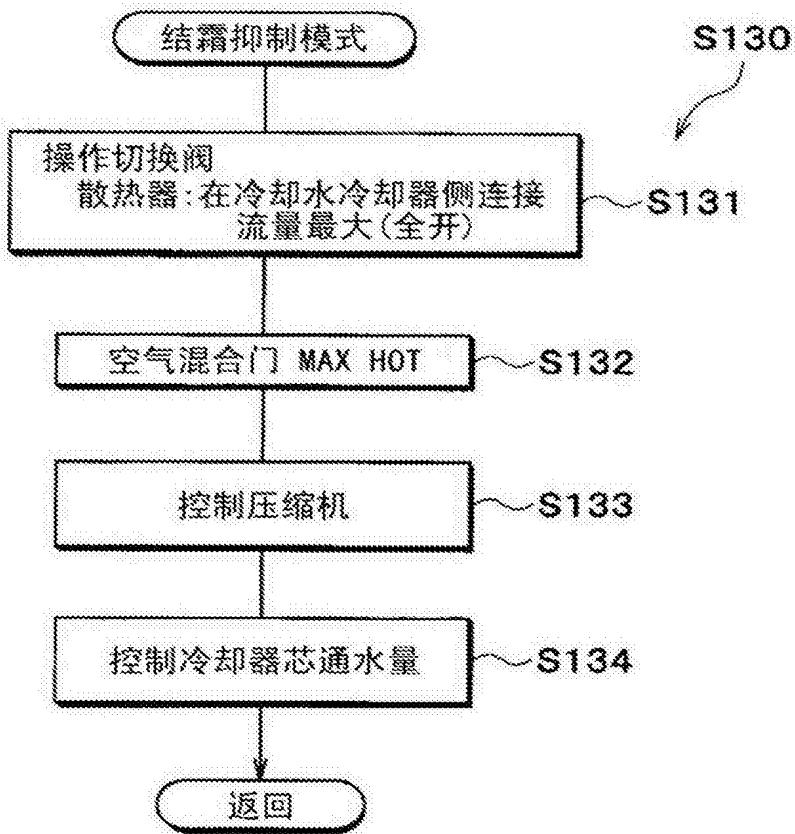 结霜抑制模式
S130
操作切换阀
散热器:在冷却水冷却器侧连接
流量最大(全开)
S131
空气混合门 MAX HOT
S132
控制压缩机
S133
控制冷却器芯通水量
S134
返回